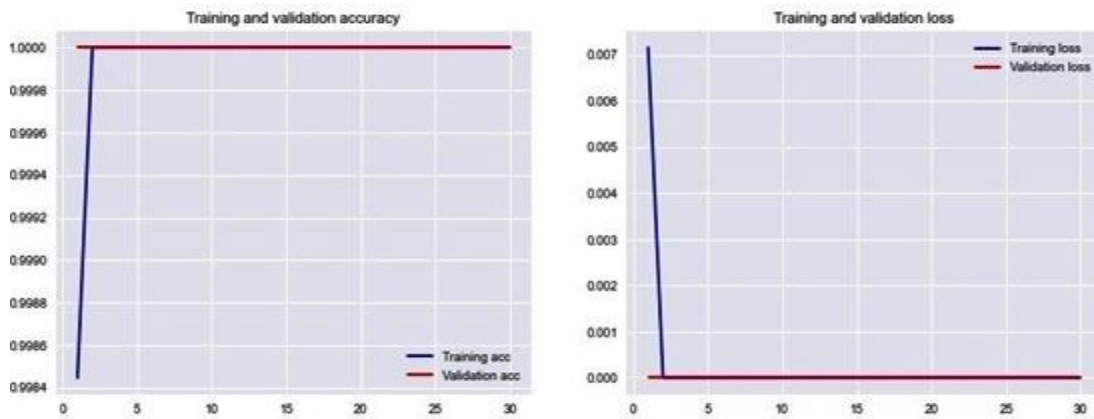 Training and validation accuracy
1.0000
0.9998
0.9996
0.9994
0.9992
0.9990
0.9988
0.9986
0.9984
Training acc
Validation acc
0 5 10 15 20 25 30
Training and validation loss
0.007
0.006
0.005
0.004
0.003
0.002
0.001
0.000
Training loss
Validation loss
0 5 10 15 20 25 30